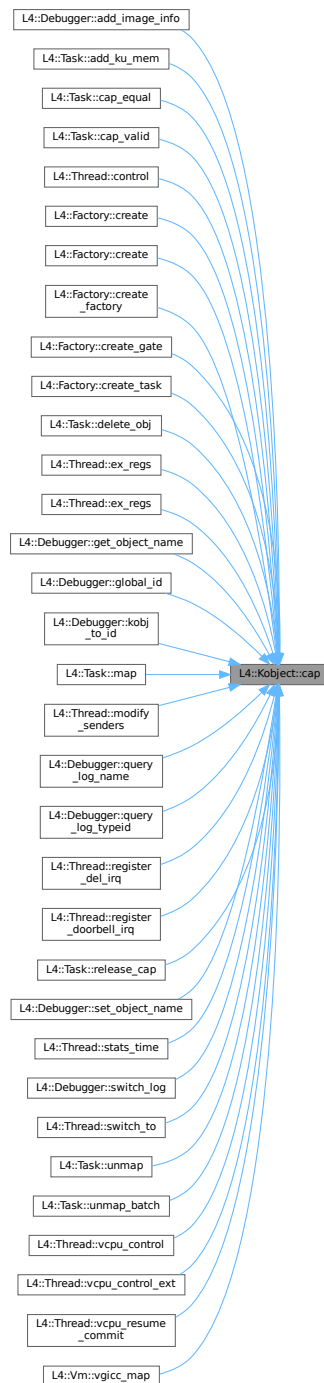 L4::Debugger::add_image_info
L4::Task::add_ku_mem
L4::Task::cap_equal
L4::Task::cap_valid
L4::Thread::control
L4::Factory::create
L4::Factory::create
L4::Factory::create
_factory
L4::Factory::create_gate
L4::Factory::create_task
L4::Task::delete_obj
L4::Thread::ex_regs
L4::Thread::ex_regs
L4::Debugger::get_object_name
L4::Debugger::global_id
L4::Debugger::kobj
_to_id
L4::Task::map
L4::Kobject::cap
L4::Thread::modify
_senders
L4::Debugger::query
_log_name
L4::Debugger::query
_log_typeid
L4::Thread::register
_del_irq
L4::Thread::register
_doorbell_irq
L4::Task::release_cap
L4::Debugger::set_object_name
L4::Thread::stats_time
L4::Debugger::switch_log
L4::Thread::switch_to
L4::Task::unmap
L4::Task::unmap_batch
L4::Thread::vcpu_control
L4::Thread::vcpu_control_ext
L4::Thread::vcpu_resume
_commit
L4::Vm::vgicc_map